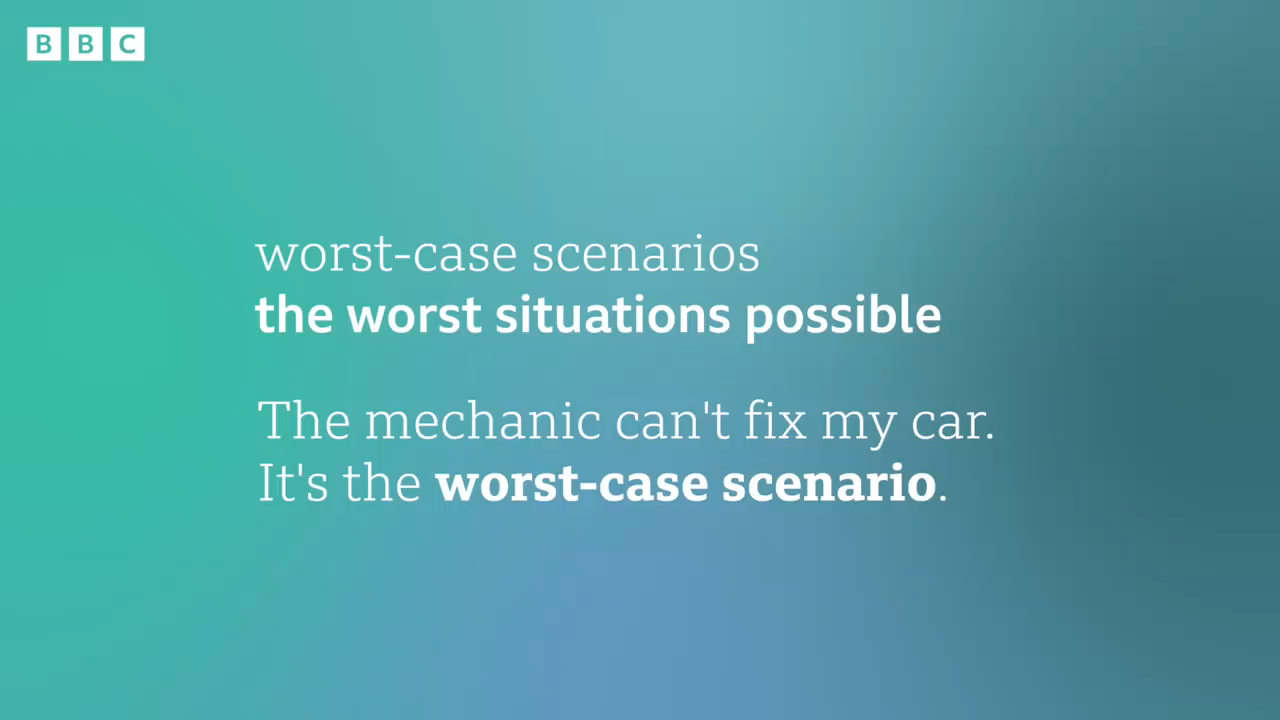 BBC
worst-case scenarios
the worst situations possible
The mechanic can't fix my car.
It's the worst-case scenario.